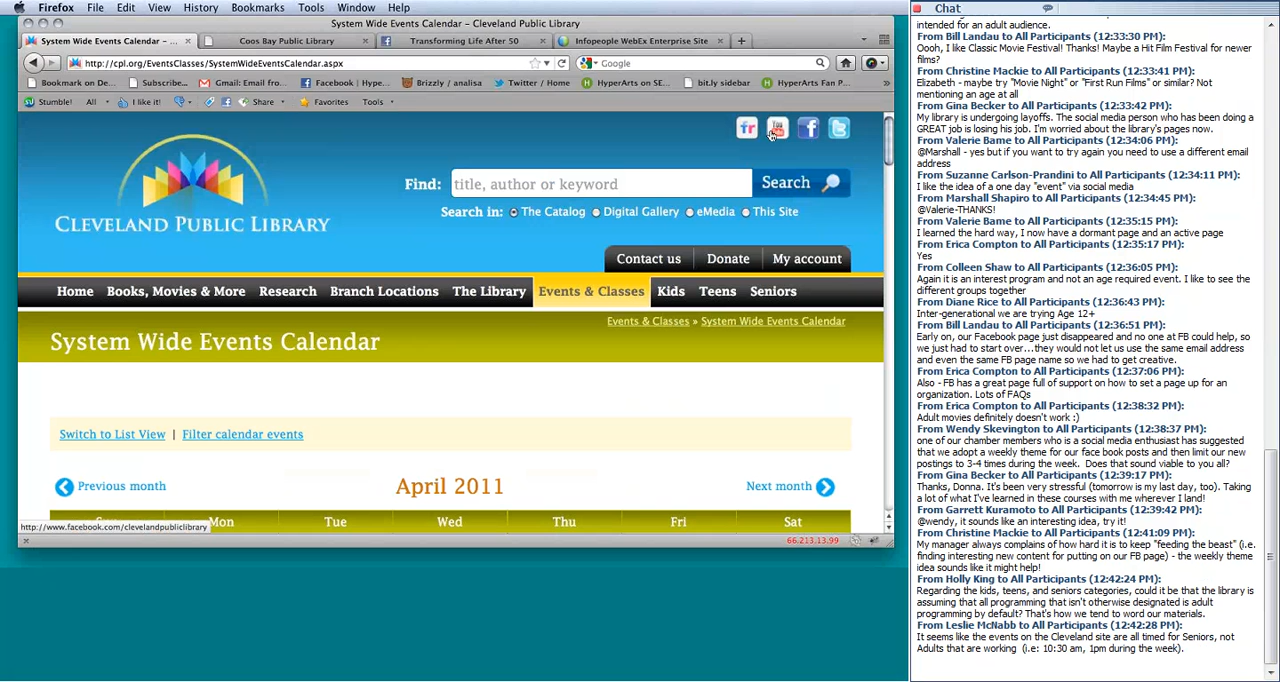 Firefox File Edit View History Bookmarks Tools Window Help
System Wide Events Calendar - Cleveland Public Library
System Wide Events Calendar - ... Coos Bay Public Library Transforming Life After 50 Infopeople WebEx Enterprise Site
http://cpl.org/EventsClasses/SystemWideEventsCalendar.aspx Google
Bookmark on De... Subscribe... Gmail: Email fro... Facebook | Hype... Brizzly / analisa Twitter / Home HyperArts on SE... bit.ly sidebar HyperArts Fan P...
Stumble! All I like it! Share Favorites Tools
fr You f t
Find: title, author or keyword Search
CLEVELAND PUBLIC LIBRARY
Search in: The Catalog Digital Gallery eMedia This Site
Contact us Donate My account
Home Books, Movies & More Research Branch Locations The Library Events & Classes Kids Teens Seniors
Events & Classes » System Wide Events Calendar
System Wide Events Calendar
Switch to List View | Filter calendar events
Previous month April 2011 Next month
Mon Tue Wed Thu Fri Sat
http://www.facebook.com/clevelandpubliclibrary
66.213.13.99
Chat
intended for an adult audience.
From Bill Landau to All Participants (12:33:30 PM):
Oooh, I like Classic Movie Festival! Thanks! Maybe a Hit Film Festival for newer
films?
From Christine Mackie to All Participants (12:33:41 PM):
Elizabeth - maybe try "Movie Night" or "First Run Films" or similar? Not
mentioning an age at all
From Gina Becker to All Participants (12:33:42 PM):
My library is undergoing layoffs. The social media person who has been doing a
GREAT job is losing his job. I'm worried about the library's pages now.
From Valerie Bame to All Participants (12:34:06 PM):
@Marshall - yes but if you want to try again you need to use a different email
address
From Suzanne Carlson-Prandini to All Participants (12:34:11 PM):
I like the idea of a one day "event" via social media
From Marshall Shapiro to All Participants (12:34:45 PM):
@Valerie-THANKS!
From Valerie Bame to All Participants (12:35:15 PM):
I learned the hard way, I now have a dormant page and an active page
From Erica Compton to All Participants (12:35:17 PM):
Yes
From Colleen Shaw to All Participants (12:36:05 PM):
Again it is an interest program and not an age required event. I like to see the
different groups together
From Diane Rice to All Participants (12:36:43 PM):
Inter-generational we are trying Age 12+
From Bill Landau to All Participants (12:36:51 PM):
Early on, our Facebook page just disappeared and no one at FB could help, so
we just had to start over...they would not let us use the same email address
and even the same FB page name so we had to get creative.
From Erica Compton to All Participants (12:37:06 PM):
Also - FB has a great page full of support on how to set a page up for an
organization. Lots of FAQs
From Erica Compton to All Participants (12:38:32 PM):
Adult movies definitely doesn't work :)
From Wendy Skevington to All Participants (12:38:37 PM):
one of our chamber members who is a social media enthusiast has suggested
that we adopt a weekly theme for our face book posts and then limit our new
postings to 3-4 times during the week. Does that sound viable to you all?
From Gina Becker to All Participants (12:39:17 PM):
Thanks, Donna. It's been very stressful (tomorrow is my last day, too). Taking
a lot of what I've learned in these courses with me wherever I land!
From Garrett Kuramoto to All Participants (12:39:42 PM):
@wendy, it sounds like an interesting idea, try it!
From Christine Mackie to All Participants (12:41:09 PM):
My manager always complains of how hard it is to keep "feeding the beast" (i.e.
finding interesting new content for putting on our FB page) - the weekly theme
idea sounds like it might help!
From Holly King to All Participants (12:42:24 PM):
Regarding the kids, teens, and seniors categories, could it be that the library is
assuming that all programming that isn't otherwise designated is adult
programming by default? That's how we tend to word our materials.
From Leslie McNabb to All Participants (12:42:28 PM):
It seems like the events on the Cleveland site are all timed for Seniors, not
Adults that are working (i.e: 10:30 am, 1pm during the week).